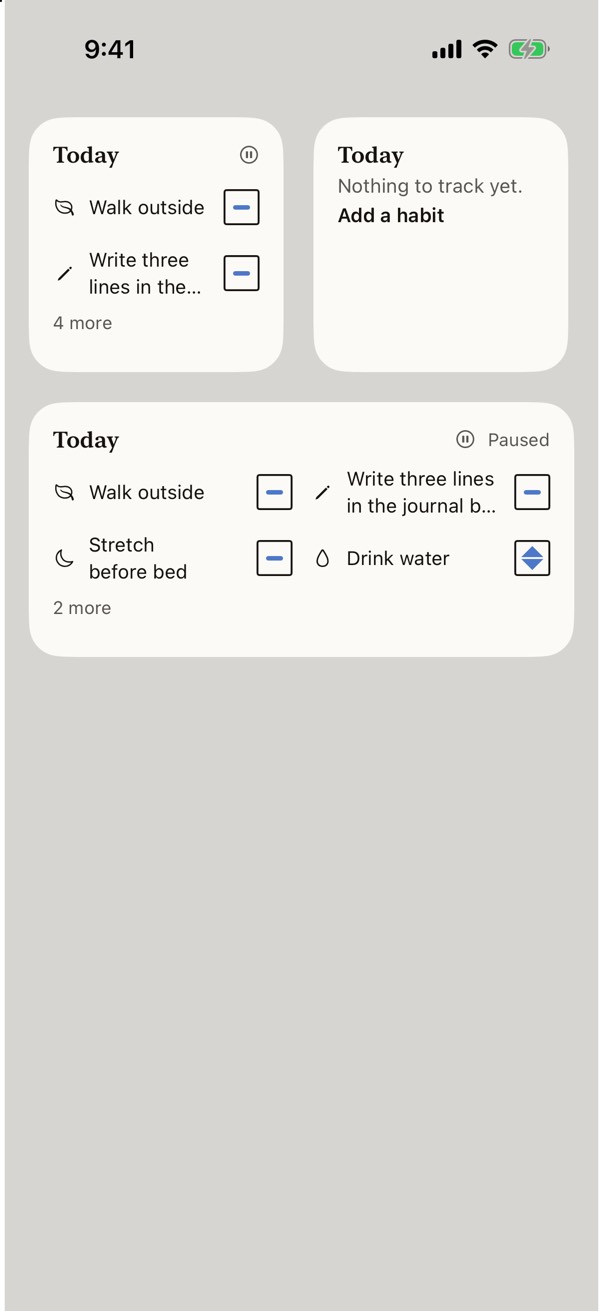 9:41
Today
Walk outside
Write three
lines in the...
4 more
Today
Nothing to track yet.
Add a habit
Today
Paused
Walk outside
Write three lines
in the journal b...
Stretch
before bed
Drink water
2 more